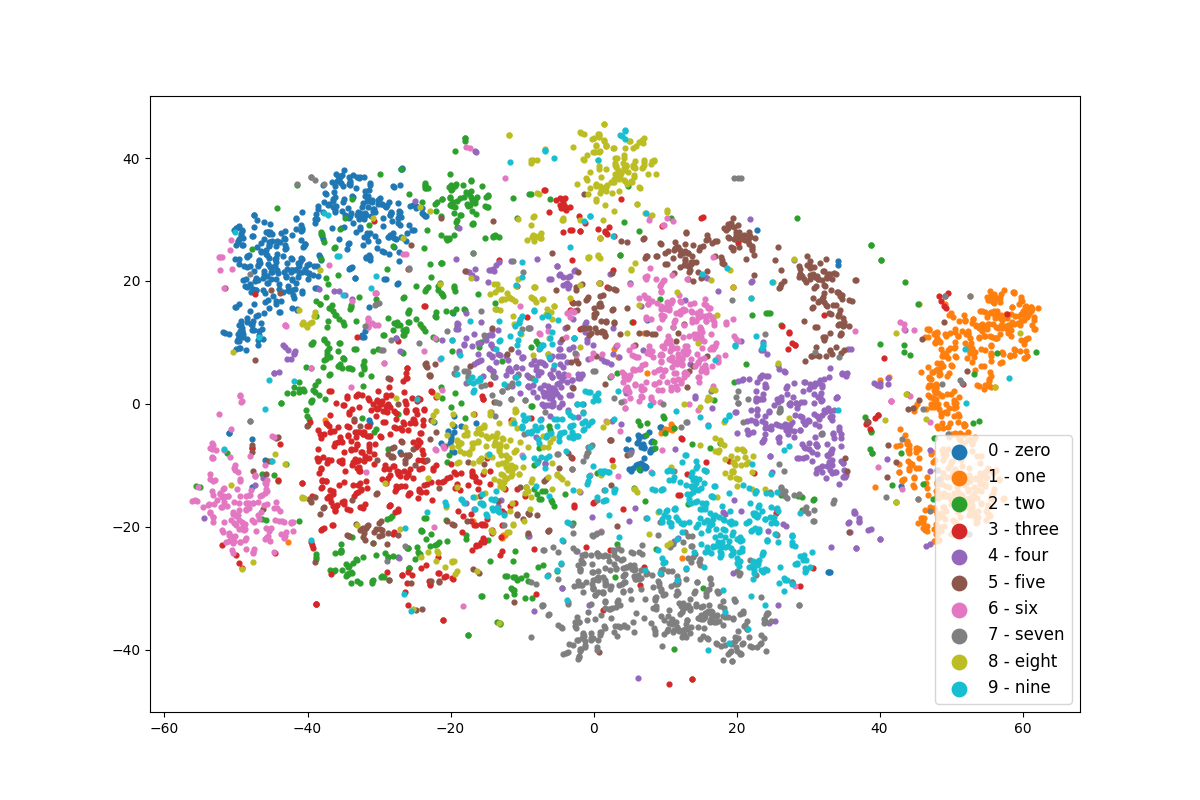 40
20
0
−20
−40
−60
−40
−20
0
20
40
60
0 - zero
1 - one
2 - two
3 - three
4 - four
5 - five
6 - six
7 - seven
8 - eight
9 - nine